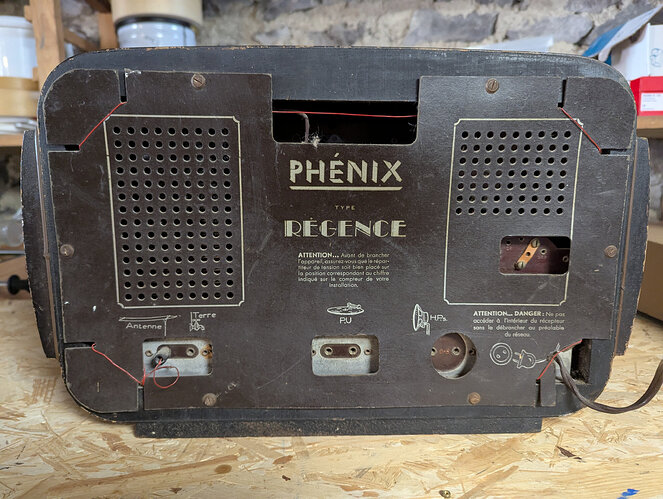 PHÉNIX
TYPE
RÉGENCE
ATTENTION... Avant de brancher
l'appareil, assurez-vous que le répar-
titeur de tension soit bien placé sur
la position correspondant au chiffre
indiqué sur le compteur de votre
installation.
Antenne
Terre
P.U
H.P.
ATTENTION... DANGER: Ne pas
accéder à l'intérieur du récepteur
sans le débrancher au préalable
du réseau.